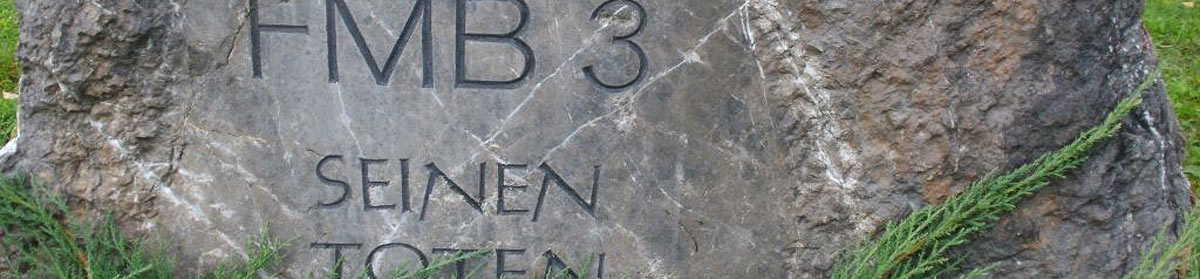 FMB 3
SEINEN
TOTEN